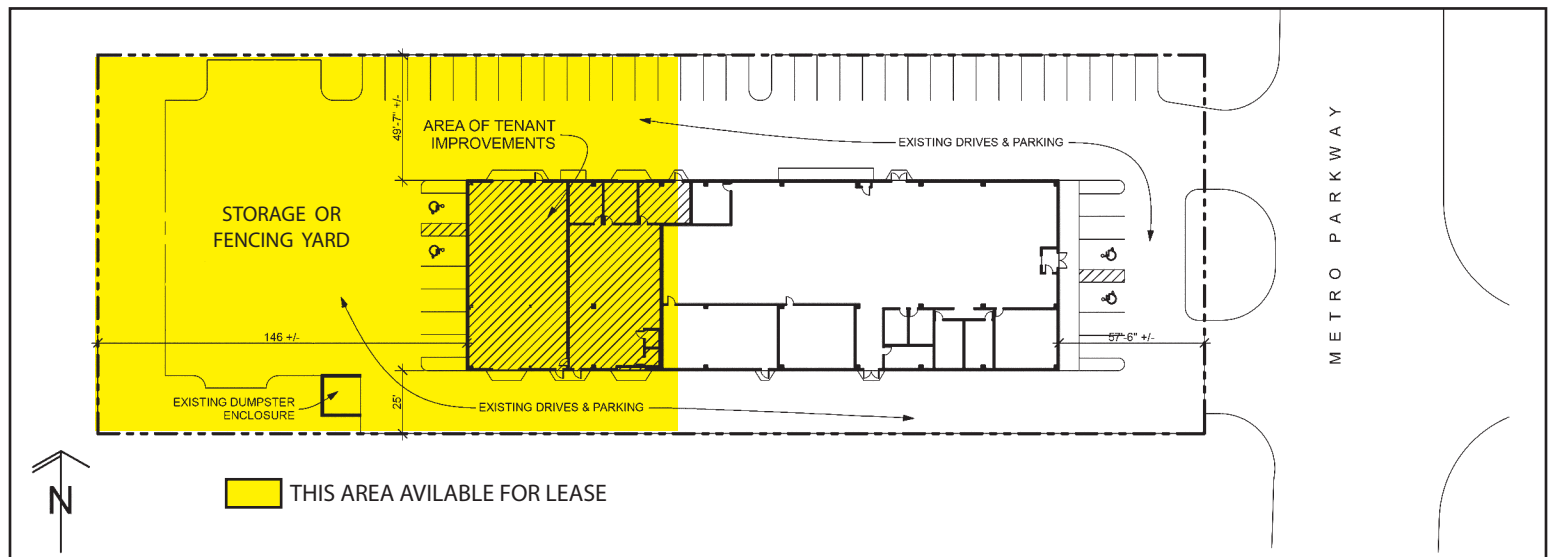 49'-7" +/-
AREA OF TENANT
IMPROVEMENTS
EXISTING DRIVES & PARKING
STORAGE OR
FENCING YARD
146 +/-
57'-6" +/-
EXISTING DUMPSTER
ENCLOSURE
25'
EXISTING DRIVES & PARKING
METRO PARKWAY
N
THIS AREA AVILABLE FOR LEASE